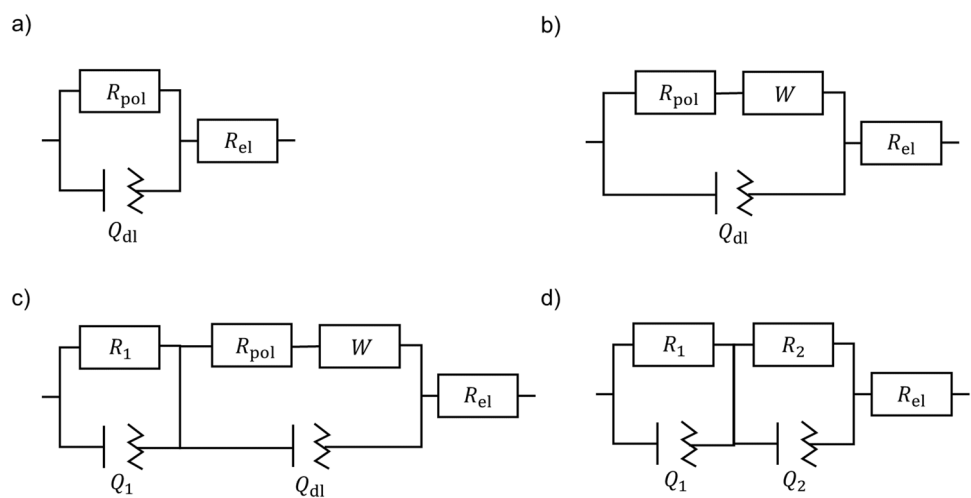 a)
R_pol
R_el
Q_dl
b)
R_pol W
R_el
Q_dl
c)
R_1 R_pol W
R_el
Q_1 Q_dl
d)
R_1 R_2
R_el
Q_1 Q_2